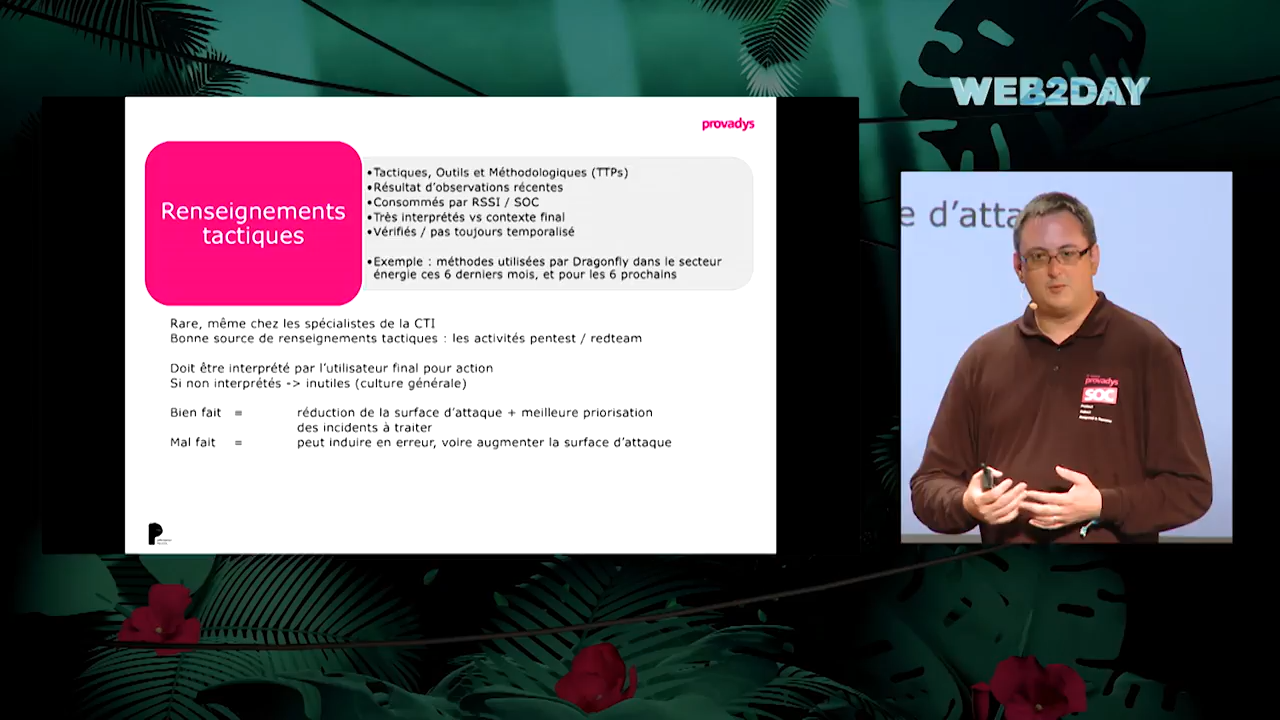 WEB2DAY
provadys
Renseignements
tactiques
•Tactiques, Outils et Méthodologiques (TTPs)
•Résultat d'observations récentes
•Consommés par RSSI / SOC
•Très interprétés vs contexte final
•Vérifiés / pas toujours temporalisé
•Exemple : méthodes utilisées par Dragonfly dans le secteur
énergie ces 6 derniers mois, et pour les 6 prochains
Rare, même chez les spécialistes de la CTI
Bonne source de renseignements tactiques : les activités pentest / redteam
Doit être interprété par l'utilisateur final pour action
Si non interprétés -> inutiles (culture générale)
Bien fait = réduction de la surface d'attaque + meilleure priorisation
des incidents à traiter
Mal fait = peut induire en erreur, voire augmenter la surface d'attaque
e d'atta
provadys
SOC